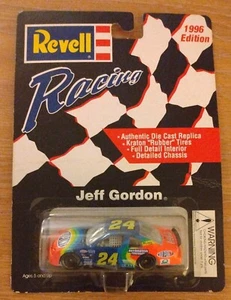 Revell
1996
Edition
Racing
• Authentic Die Cast Replica
• Kraton "Rubber" Tires
• Full Detail Interior
• Detailed Chassis
Jeff Gordon
24
24
WARNING